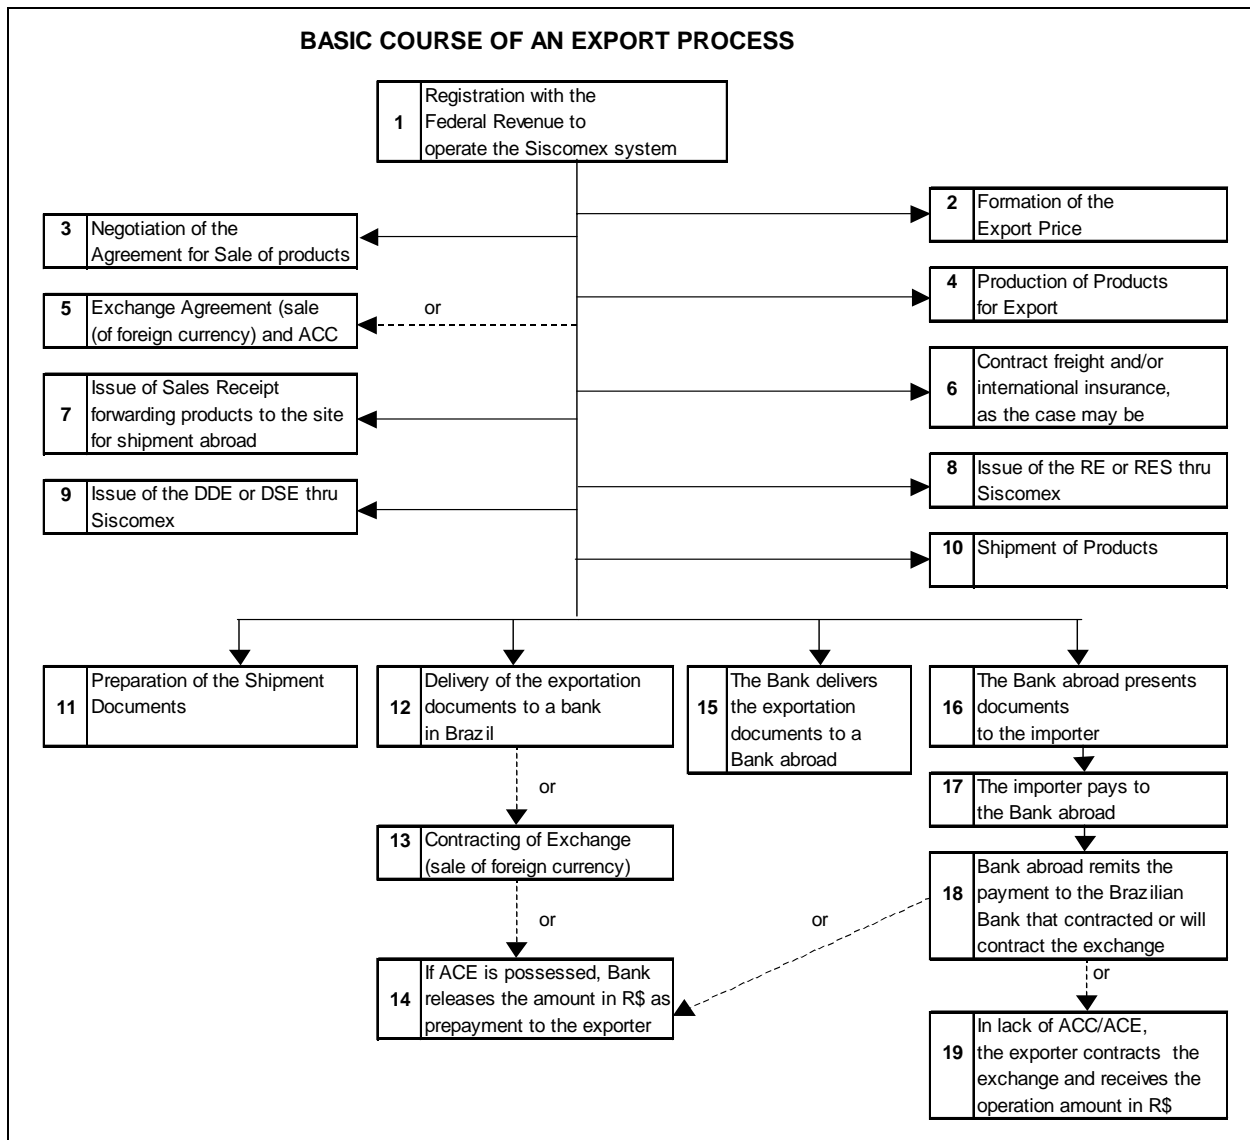 BASIC COURSE OF AN EXPORT PROCESS
1
Registration with the
Federal Revenue to
operate the Siscomex system
2
Formation of the
Export Price
3
Negotiation of the
Agreement for Sale of products
4
Production of Products
for Export
5
Exchange Agreement (sale
(of foreign currency) and ACC
or
6
Contract freight and/or
international insurance,
as the case may be
7
Issue of Sales Receipt
forwarding products to the site
for shipment abroad
8
Issue of the RE or RES thru
Siscomex
9
Issue of the DDE or DSE thru
Siscomex
10
Shipment of Products
11
Preparation of the Shipment
Documents
12
Delivery of the exportation
documents to a bank
in Brazil
or
13
Contracting of Exchange
(sale of foreign currency)
or
14
If ACE is possessed, Bank
releases the amount in R$ as
prepayment to the exporter
15
The Bank delivers
the exportation
documents to a
Bank abroad
16
The Bank abroad presents
documents
to the importer
17
The importer pays to
the Bank abroad
18
Bank abroad remits the
payment to the Brazilian
Bank that contracted or will
contract the exchange
or
or
19
In lack of ACC/ACE,
the exporter contracts the
exchange and receives the
operation amount in R$